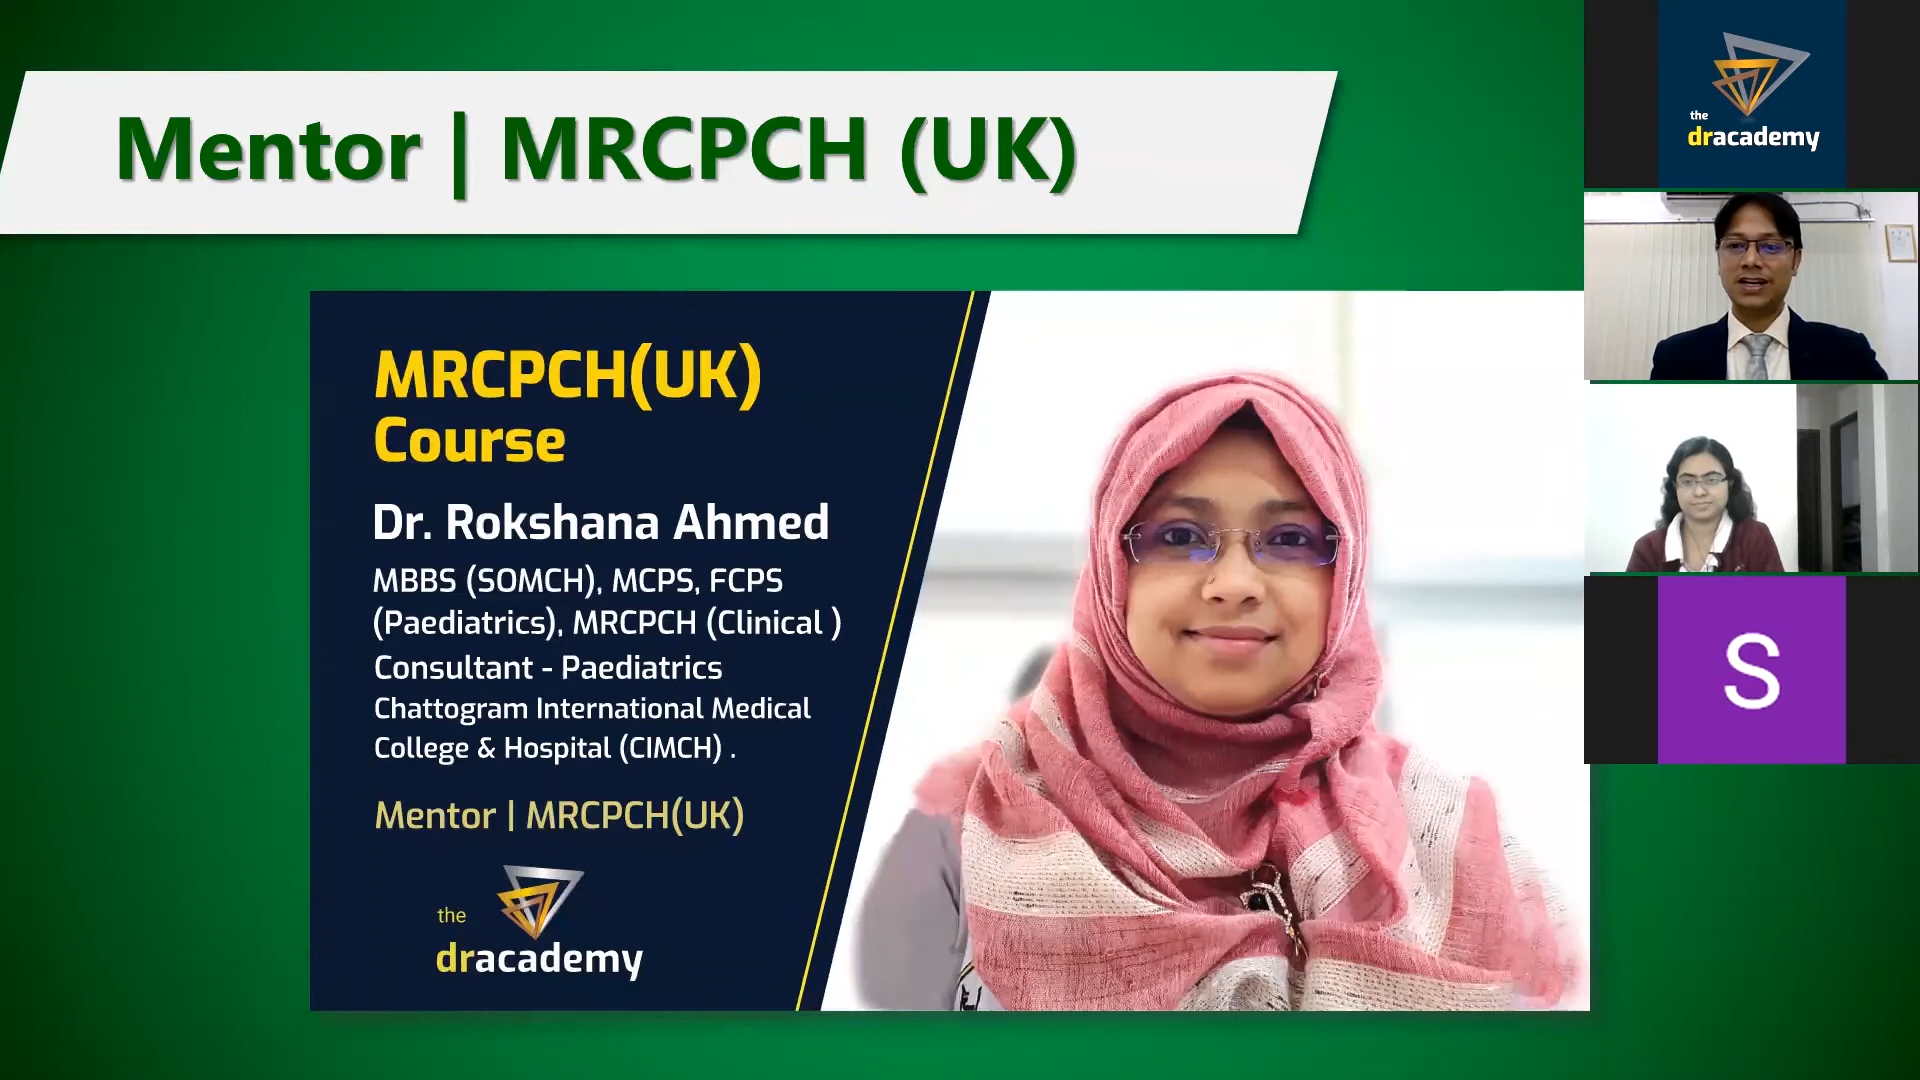 Mentor | MRCPCH (UK)
MRCPCH(UK)
Course
Dr. Rokshana Ahmed
MBBS (SOMCH), MCPS, FCPS
(Paediatrics), MRCPCH (Clinical )
Consultant - Paediatrics
Chattogram International Medical
College & Hospital (CIMCH) .
Mentor | MRCPCH(UK)
the
dracademy
the
dracademy
S